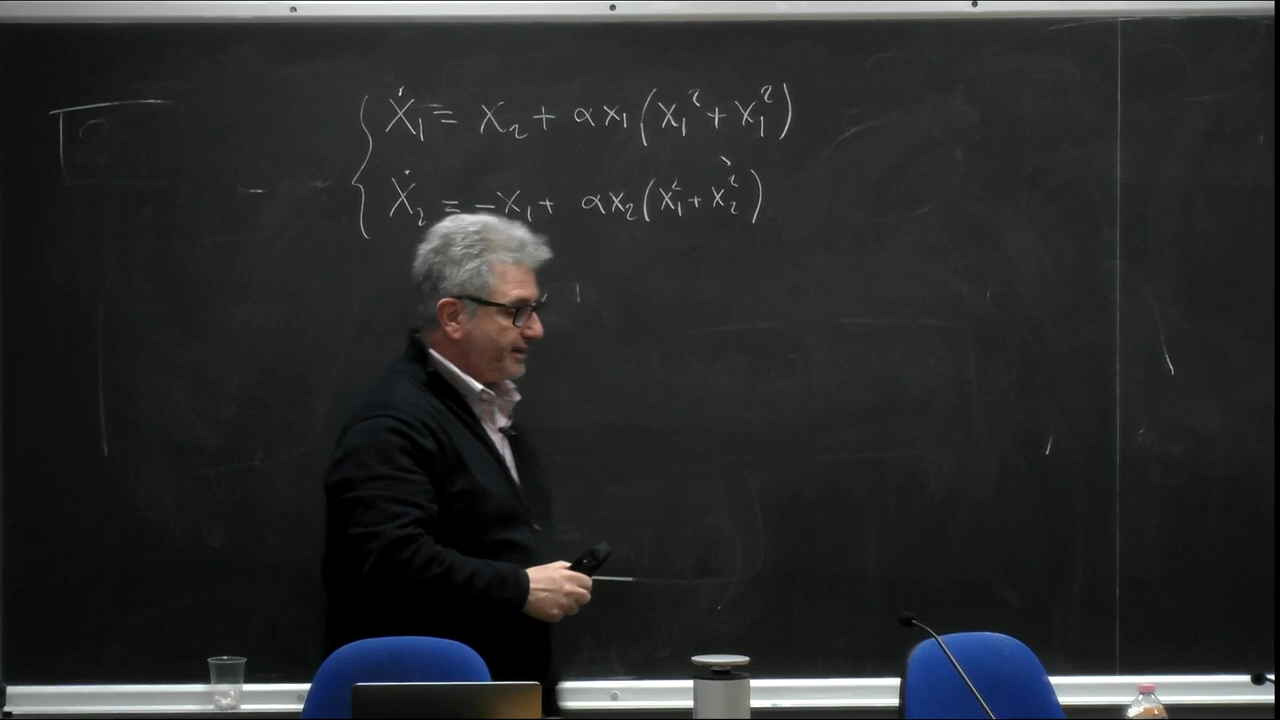 ẋ₁ = x₂ + αx₁(x₁² + x₁²)
ẋ₂ = -x₁ + αx₂(x₁² + x₂²)